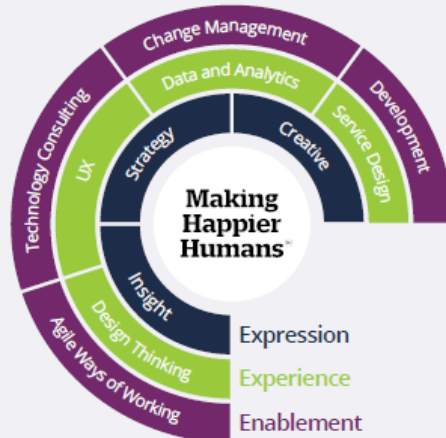 Change Management
Data and Analytics
Development
Technology Consulting
UX
Strategy
Creative
Service Design
Making
Happier
Humans
Insight
Design Thinking
Agile Ways of Working
Expression
Experience
Enablement